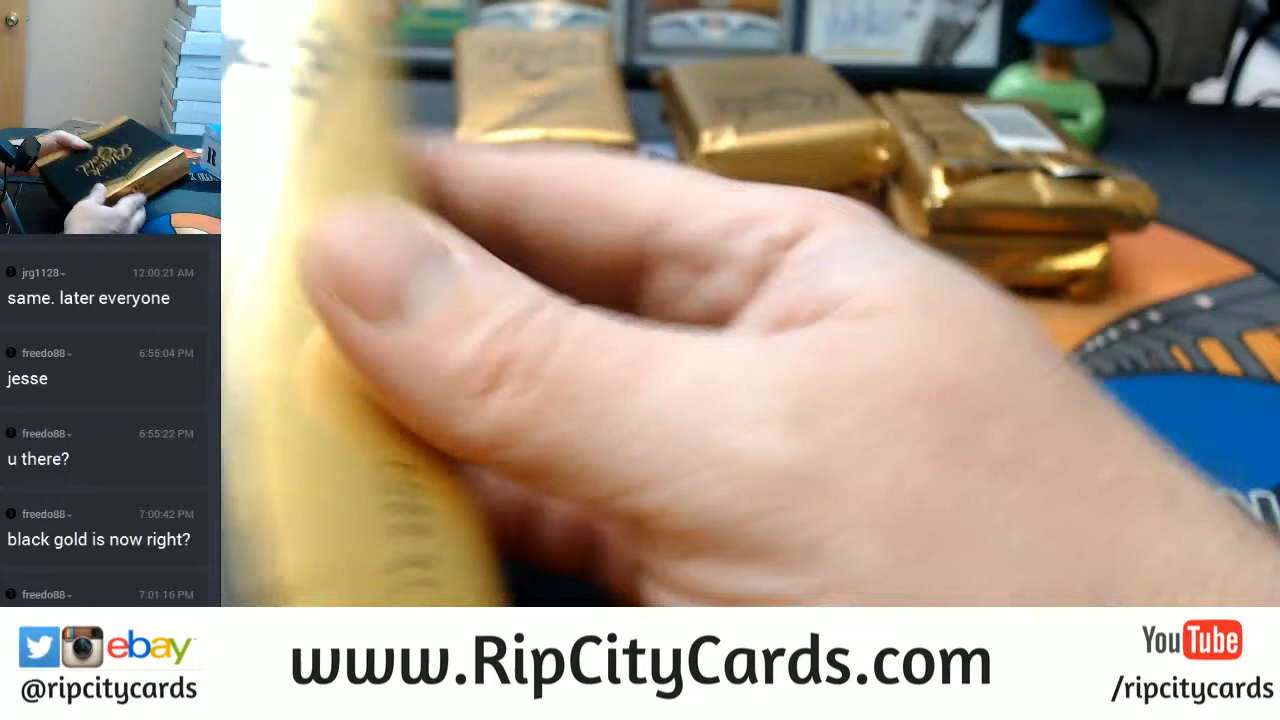 Black
Gold
jrg1128
12:00:21 AM
same. later everyone
freedo88
6:55:04 PM
jesse
freedo88
6:55:22 PM
u there?
freedo88
7:00:42 PM
black gold is now right?
freedo88
7:01:16 PM
ebay
@ripcitycards
www.RipCityCards.com
YouTube
/ripcitycards